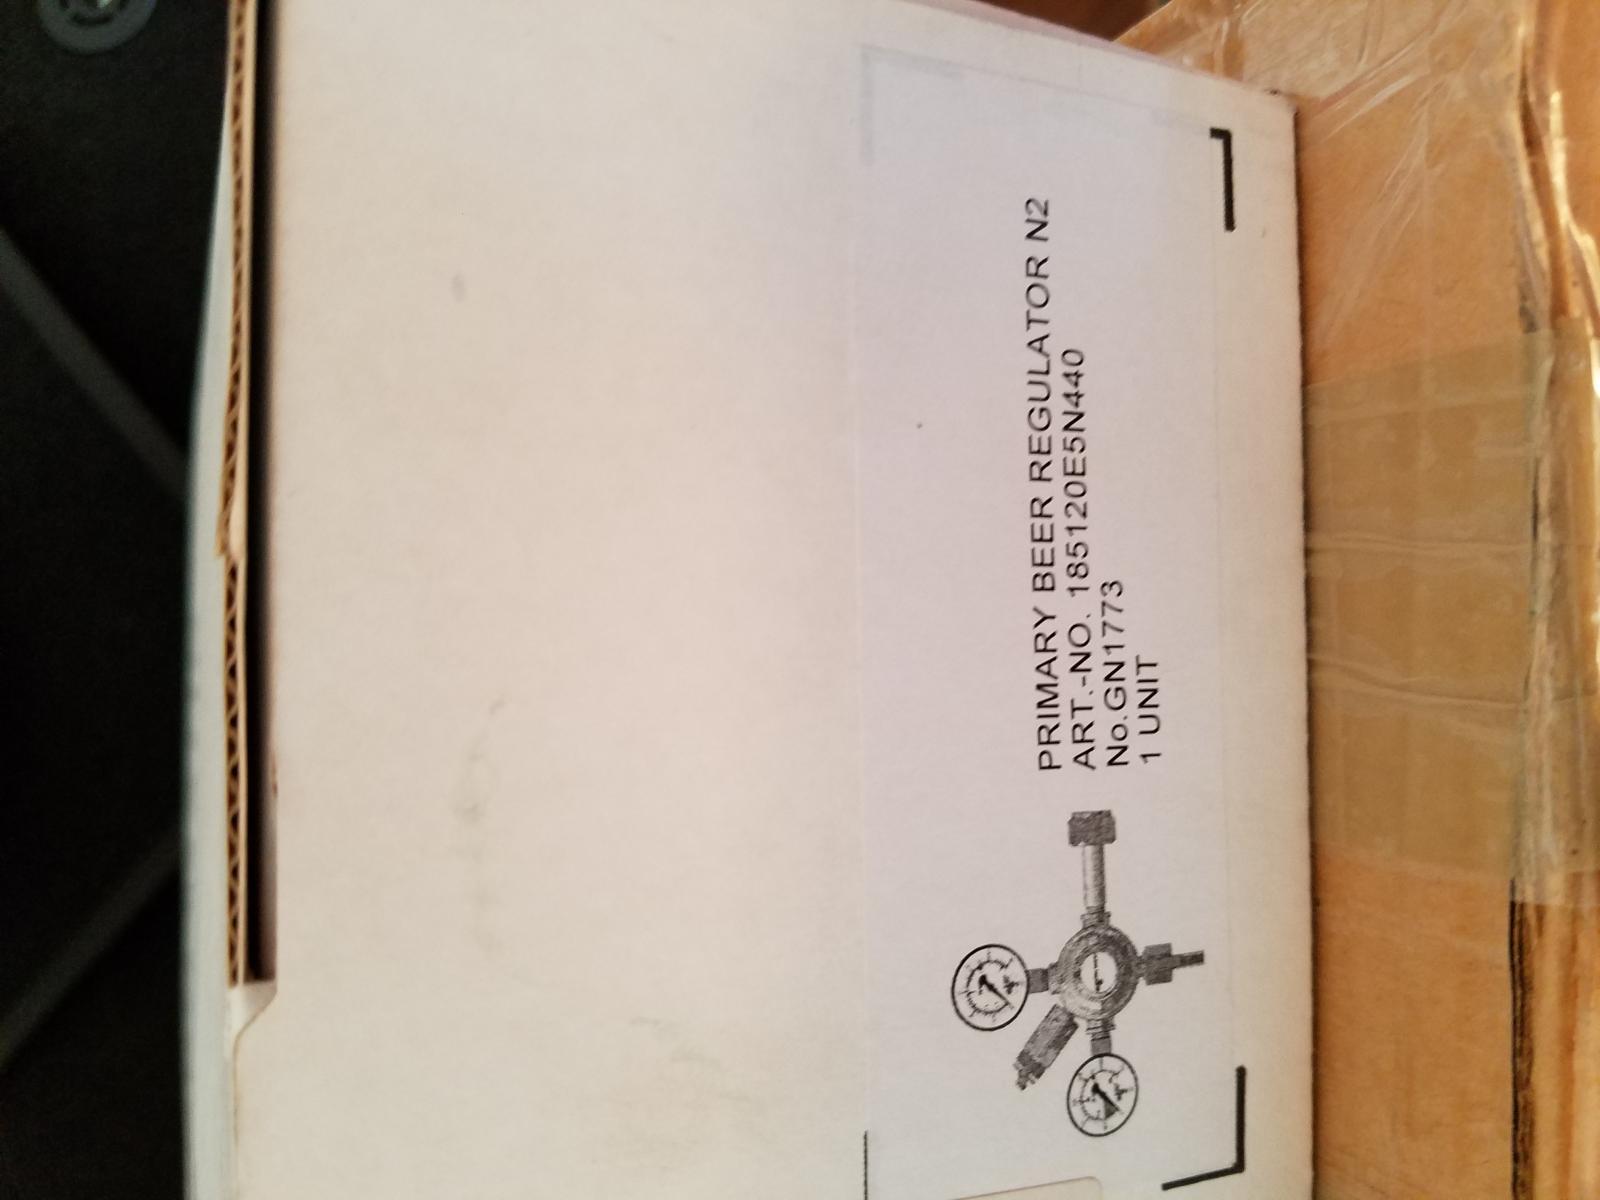 PRIMARY BEER REGULATOR N2
ART.-NO. 185120E5N440
No.GN1773
1 UNIT